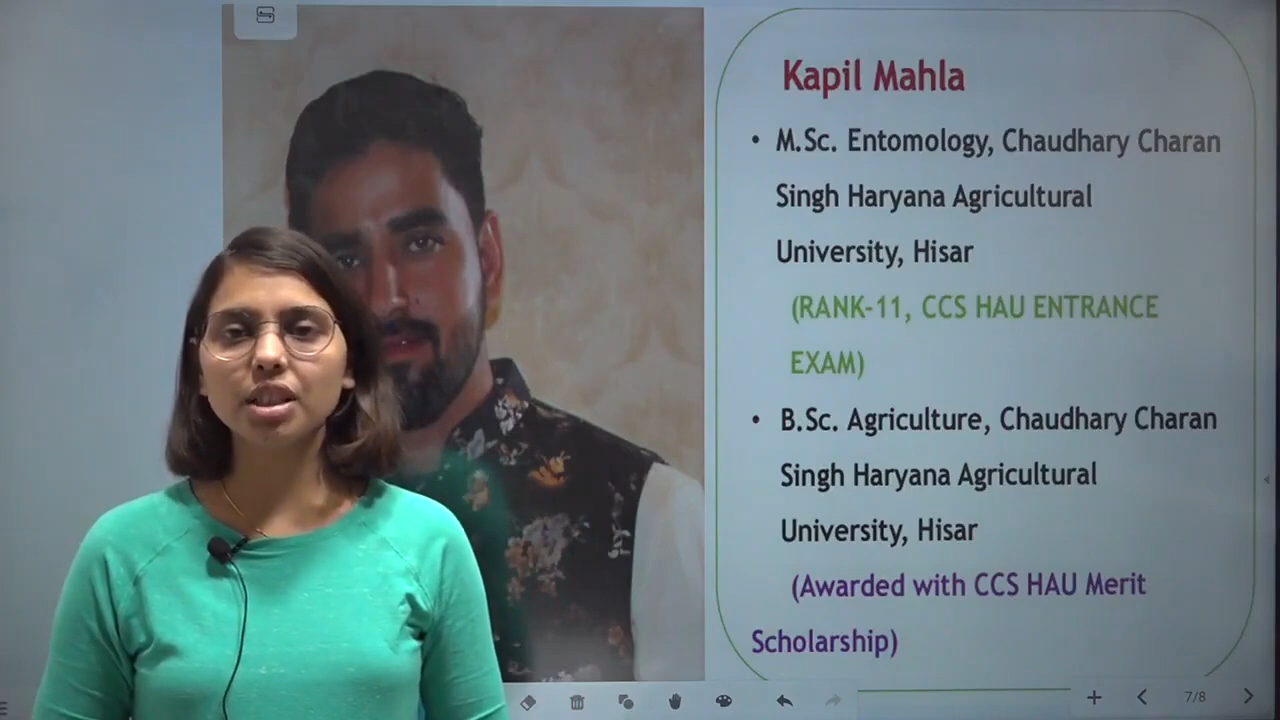 Kapil Mahla
• M.Sc. Entomology, Chaudhary Charan
Singh Haryana Agricultural
University, Hisar
(RANK-11, CCS HAU ENTRANCE
EXAM)
• B.Sc. Agriculture, Chaudhary Charan
Singh Haryana Agricultural
University, Hisar
(Awarded with CCS HAU Merit
Scholarship)
7/8